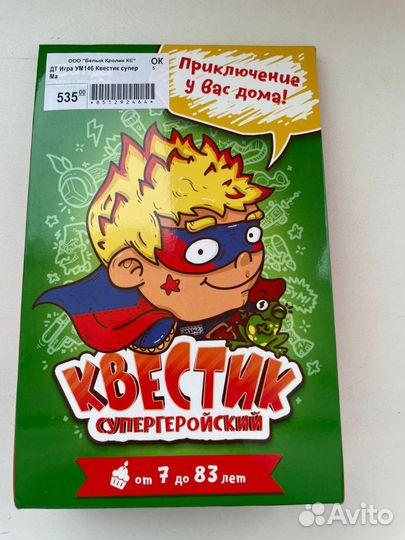 ООО "Белый Кролик КС"
ДТ Игра УМ146 Квестик супер
Ма
ОК
535 00
*851292464*
Приключение
у вас дома!
КВЕСТИК
СУПЕРГЕРОЙСКИЙ
от 7 до 83 лет
Avito